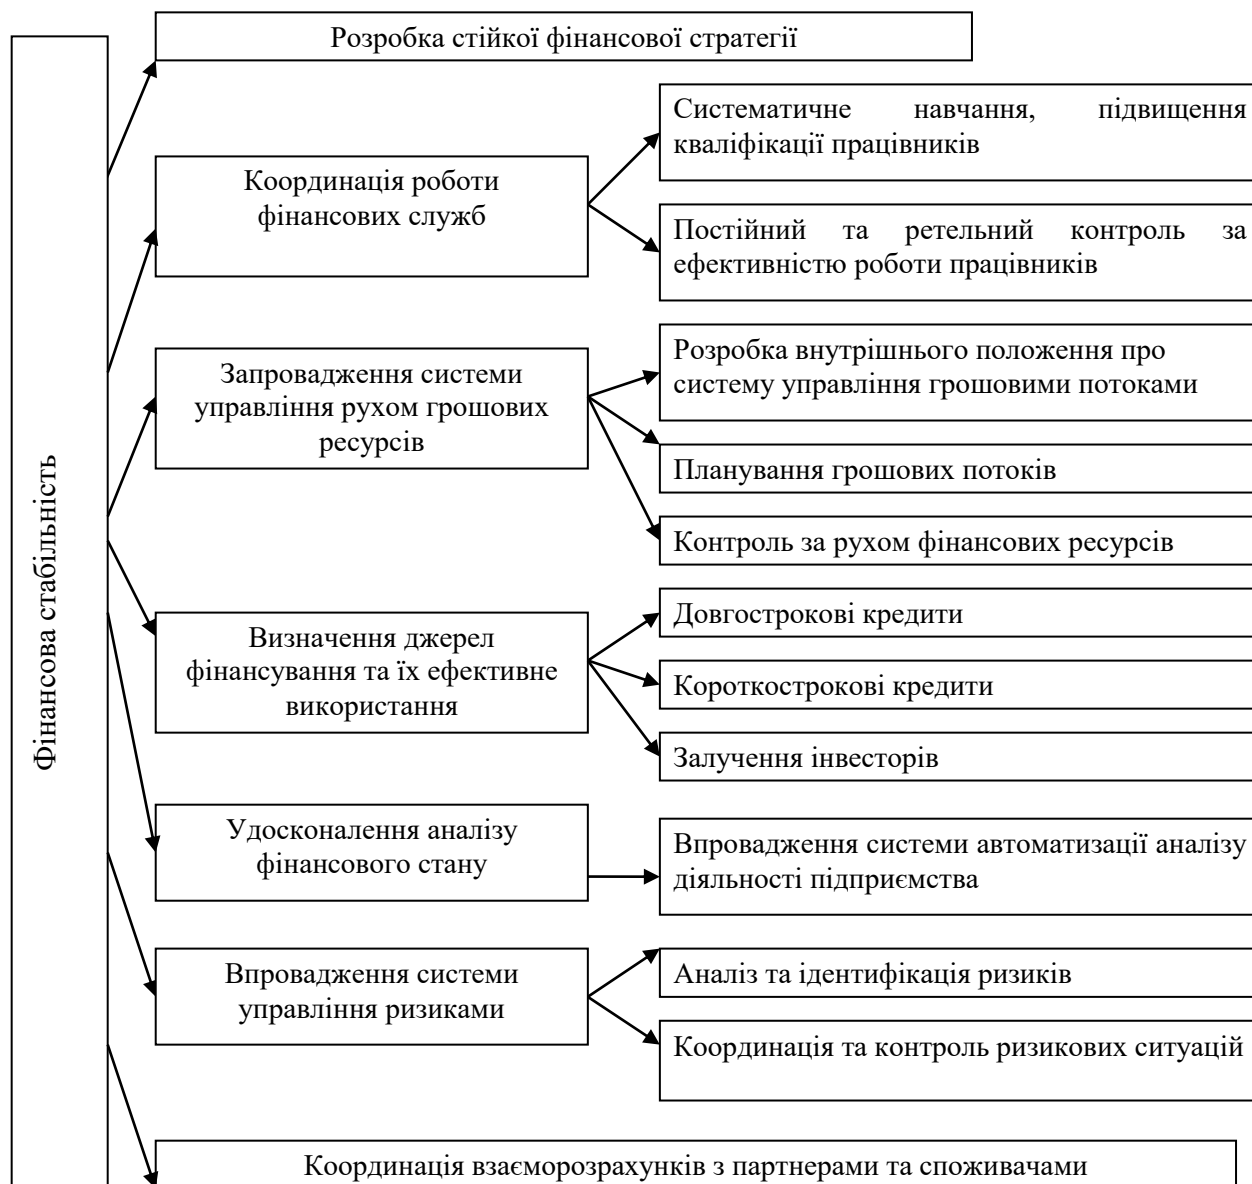 Розробка стійкої фінансової стратегії
Фінансова стабільність
Координація роботи
фінансових служб
Систематичне навчання, підвищення
кваліфікації працівників
Постійний та ретельний контроль за
ефективністю роботи працівників
Запровадження системи
управління рухом грошових
ресурсів
Розробка внутрішнього положення про
систему управління грошовими потоками
Планування грошових потоків
Контроль за рухом фінансових ресурсів
Визначення джерел
фінансування та їх ефективне
використання
Довгострокові кредити
Короткострокові кредити
Залучення інвесторів
Удосконалення аналізу
фінансового стану
Впровадження системи автоматизації аналізу
діяльності підприємства
Впровадження системи
управління ризиками
Аналіз та ідентифікація ризиків
Координація та контроль ризикових ситуацій
Координація взаєморозрахунків з партнерами та споживачами